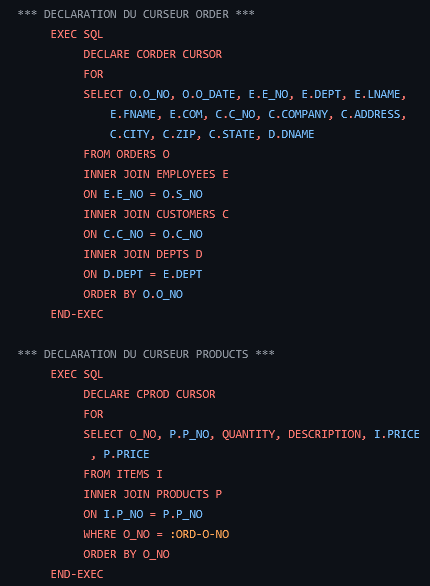 *** DECLARATION DU CURSEUR ORDER ***
EXEC SQL
DECLARE CORDER CURSOR
FOR
SELECT O.O_NO, O.O_DATE, E.E_NO, E.DEPT, E.LNAME,
E.FNAME, E.COM, C.C_NO, C.COMPANY, C.ADDRESS,
C.CITY, C.ZIP, C.STATE, D.DNAME
FROM ORDERS O
INNER JOIN EMPLOYEES E
ON E.E_NO = O.S_NO
INNER JOIN CUSTOMERS C
ON C.C_NO = O.C_NO
INNER JOIN DEPTS D
ON D.DEPT = E.DEPT
ORDER BY O.O_NO
END-EXEC
*** DECLARATION DU CURSEUR PRODUCTS ***
EXEC SQL
DECLARE CPROD CURSOR
FOR
SELECT O_NO, P.P_NO, QUANTITY, DESCRIPTION, I.PRICE
, P.PRICE
FROM ITEMS I
INNER JOIN PRODUCTS P
ON I.P_NO = P.P_NO
WHERE O_NO = :ORD-O-NO
ORDER BY O_NO
END-EXEC